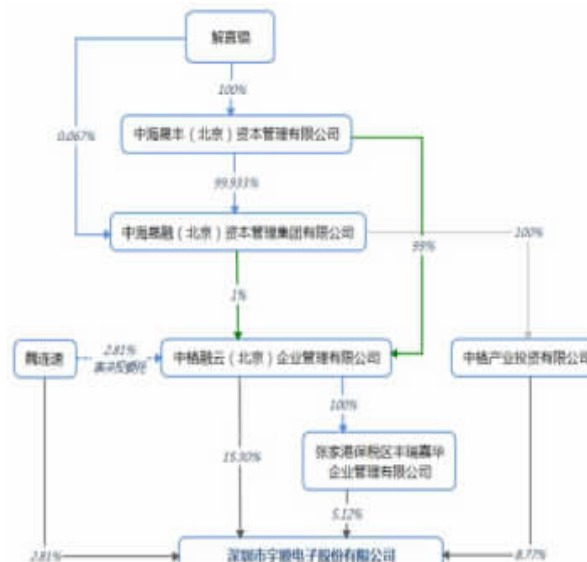 解直锟
100%
0.067%
中海晟丰（北京）资本管理有限公司
99.933%
中海晟融（北京）资本管理集团有限公司
100%
99%
1%
魏连速
2.81%
表决权委托
中植融云（北京）企业管理有限公司
中植产业投资有限公司
100%
15.30%
张家港保税区丰瑞嘉华
企业管理有限公司
5.12%
2.81%
深圳市宇顺电子股份有限公司
8.77%